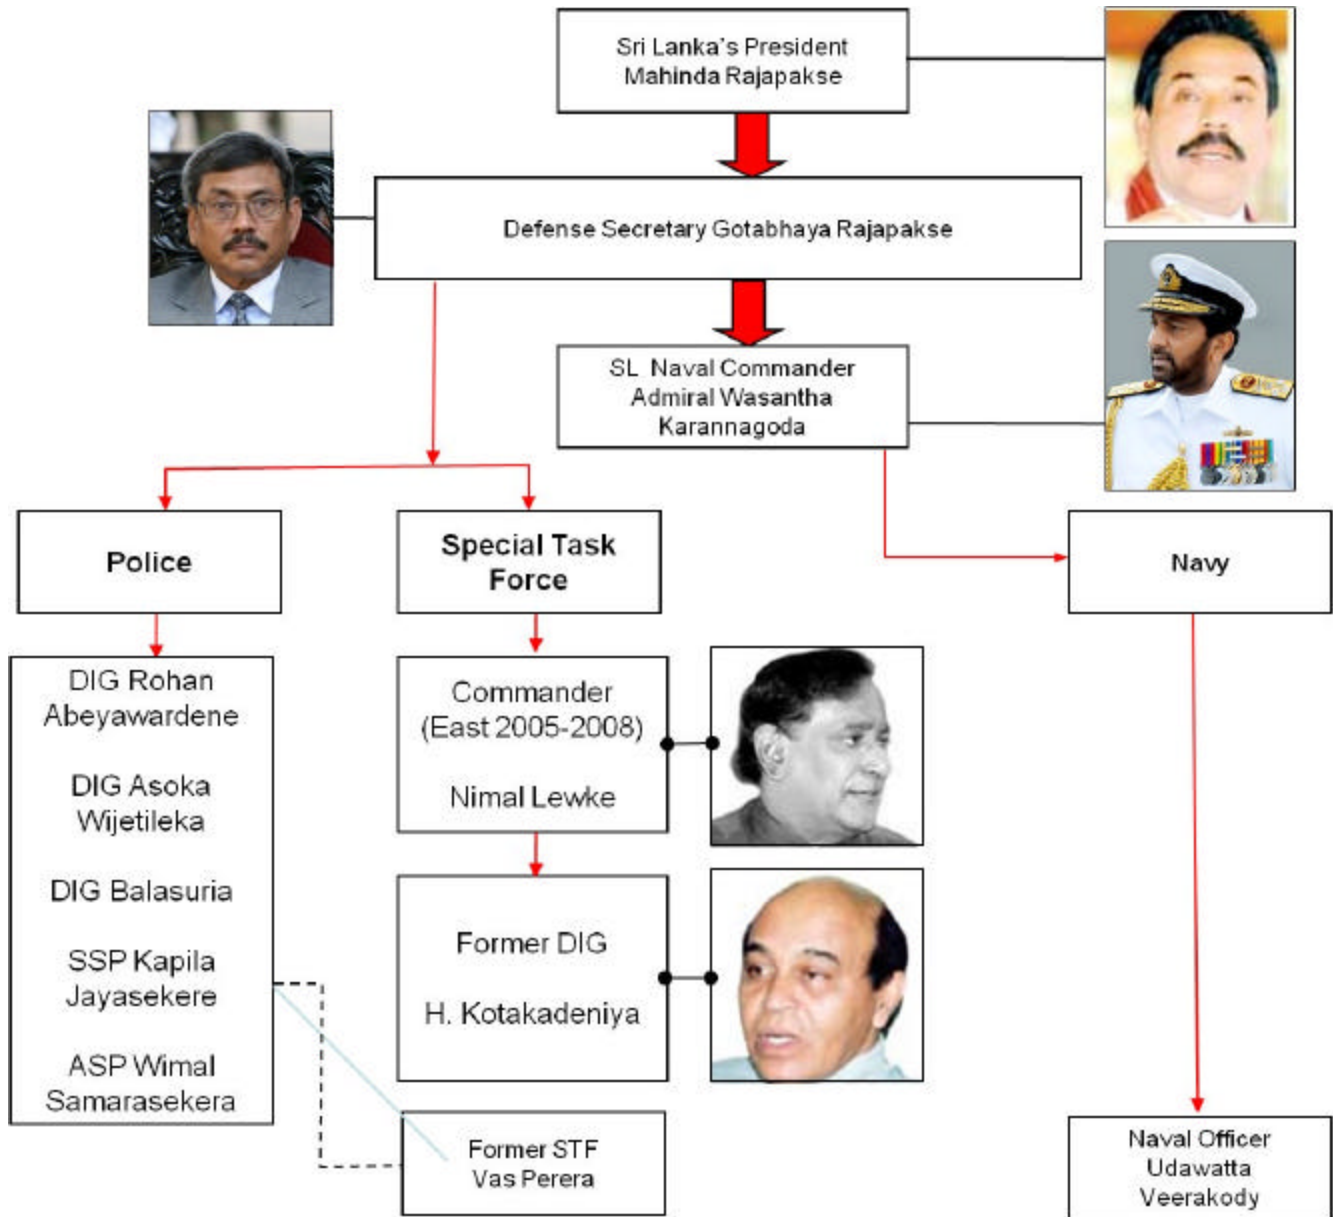 Sri Lanka's President
Mahinda Rajapakse
Defense Secretary Gotabhaya Rajapakse
SL Naval Commander
Admiral Wasantha
Karannagoda
Police
Special Task
Force
Navy
DIG Rohan
Abeyawardene
DIG Asoka
Wijetileka
DIG Balasuria
SSP Kapila
Jayasekere
ASP Wimal
Samarasekera
Commander
(East 2005-2008)
Nimal Lewke
Former DIG
H. Kotakadeniya
Former STF
Vas Perera
Naval Officer
Udawatta
Veerakody